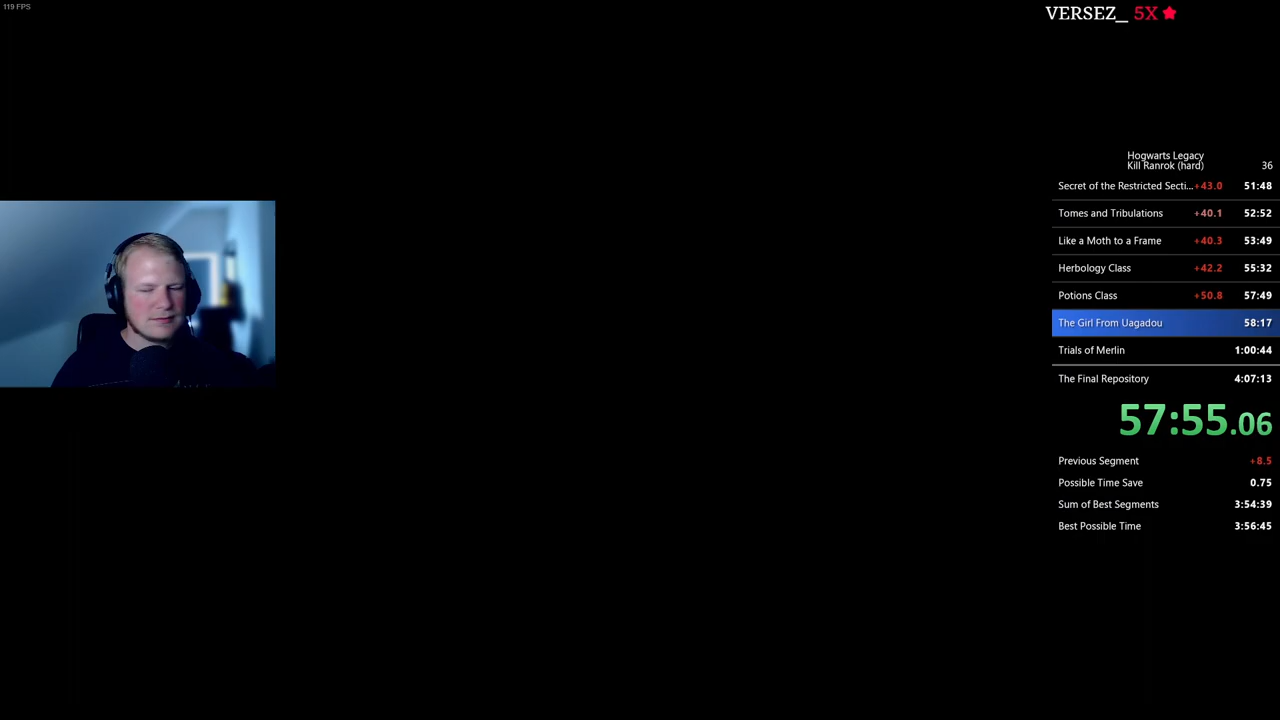 119 FPS
VERSEZ_ 5X
Hogwarts Legacy
Kill Ranrok (hard) 36
Secret of the Restricted Secti... +43.0 51:48
Tomes and Tribulations +40.1 52:52
Like a Moth to a Frame +40.3 53:49
Herbology Class +42.2 55:32
Potions Class +50.8 57:49
The Girl From Uagadou 58:17
Trials of Merlin 1:00:44
The Final Repository 4:07:13
57:55.06
Previous Segment +8.5
Possible Time Save 0.75
Sum of Best Segments 3:54:39
Best Possible Time 3:56:45